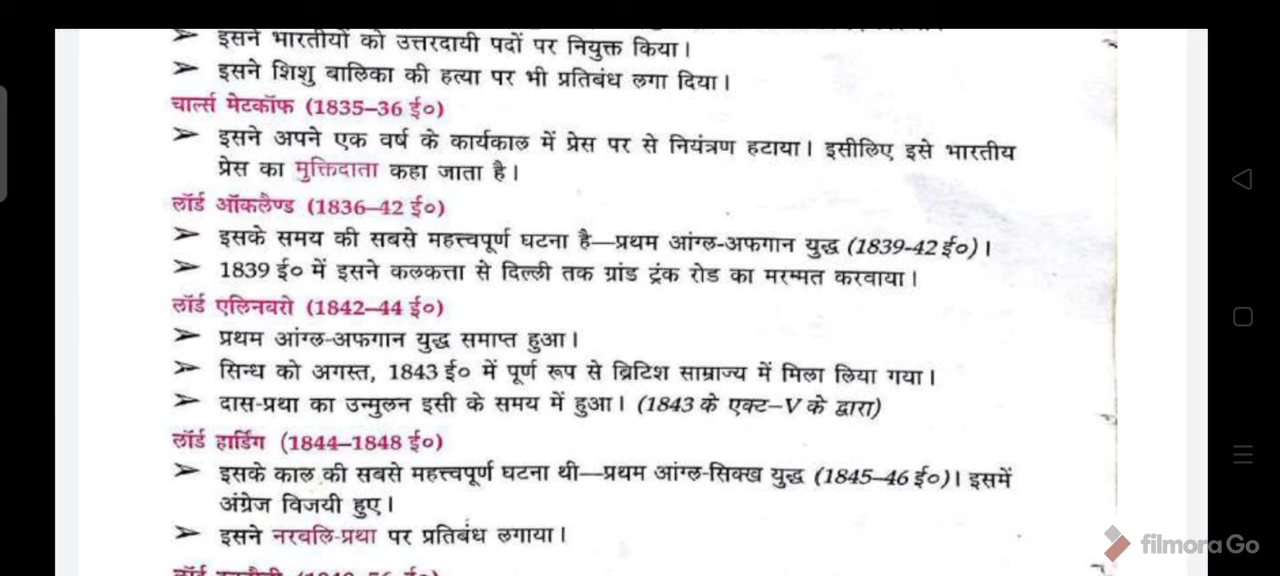 ➢ इसने भारतीयों को उत्तरदायी पदों पर नियुक्त किया।
➢ इसने शिशु बालिका की हत्या पर भी प्रतिबंध लगा दिया।
चार्ल्स मेटकॉफ (1835–36 ई०)
➢ इसने अपने एक वर्ष के कार्यकाल में प्रेस पर से नियंत्रण हटाया। इसीलिए इसे भारतीय
प्रेस का मुक्तिदाता कहा जाता है।
लॉर्ड ऑकलैण्ड (1836–42 ई०)
➢ इसके समय की सबसे महत्त्वपूर्ण घटना है—प्रथम आंग्ल-अफगान युद्ध (1839-42 ई०)।
➢ 1839 ई० में इसने कलकत्ता से दिल्ली तक ग्रांड ट्रंक रोड का मरम्मत करवाया।
लॉर्ड एलिनबरो (1842–44 ई०)
➢ प्रथम आंग्ल-अफगान युद्ध समाप्त हुआ।
➢ सिन्ध को अगस्त, 1843 ई० में पूर्ण रूप से ब्रिटिश साम्राज्य में मिला लिया गया।
➢ दास-प्रथा का उन्मुलन इसी के समय में हुआ। (1843 के एक्ट–V के द्वारा)
लॉर्ड हार्डिंग (1844–1848 ई०)
➢ इसके काल की सबसे महत्त्वपूर्ण घटना थी—प्रथम आंग्ल-सिक्ख युद्ध (1845–46 ई०)। इसमें
अंग्रेज विजयी हुए।
➢ इसने नरबलि-प्रथा पर प्रतिबंध लगाया।
filmora Go